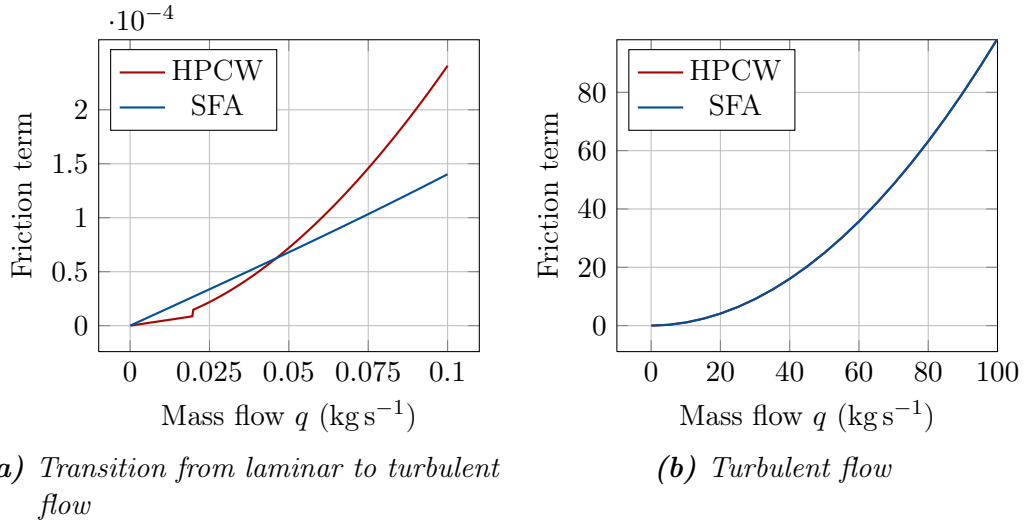 ·10−4
HPCW
SFA
2
1.5
1
0.5
0
Friction term
0 0.025 0.05 0.075 0.1
Mass flow q (kg s−1)
a) Transition from laminar to turbulent
flow
HPCW
SFA
80
60
40
20
0
Friction term
0 20 40 60 80 100
Mass flow q (kg s−1)
(b) Turbulent flow